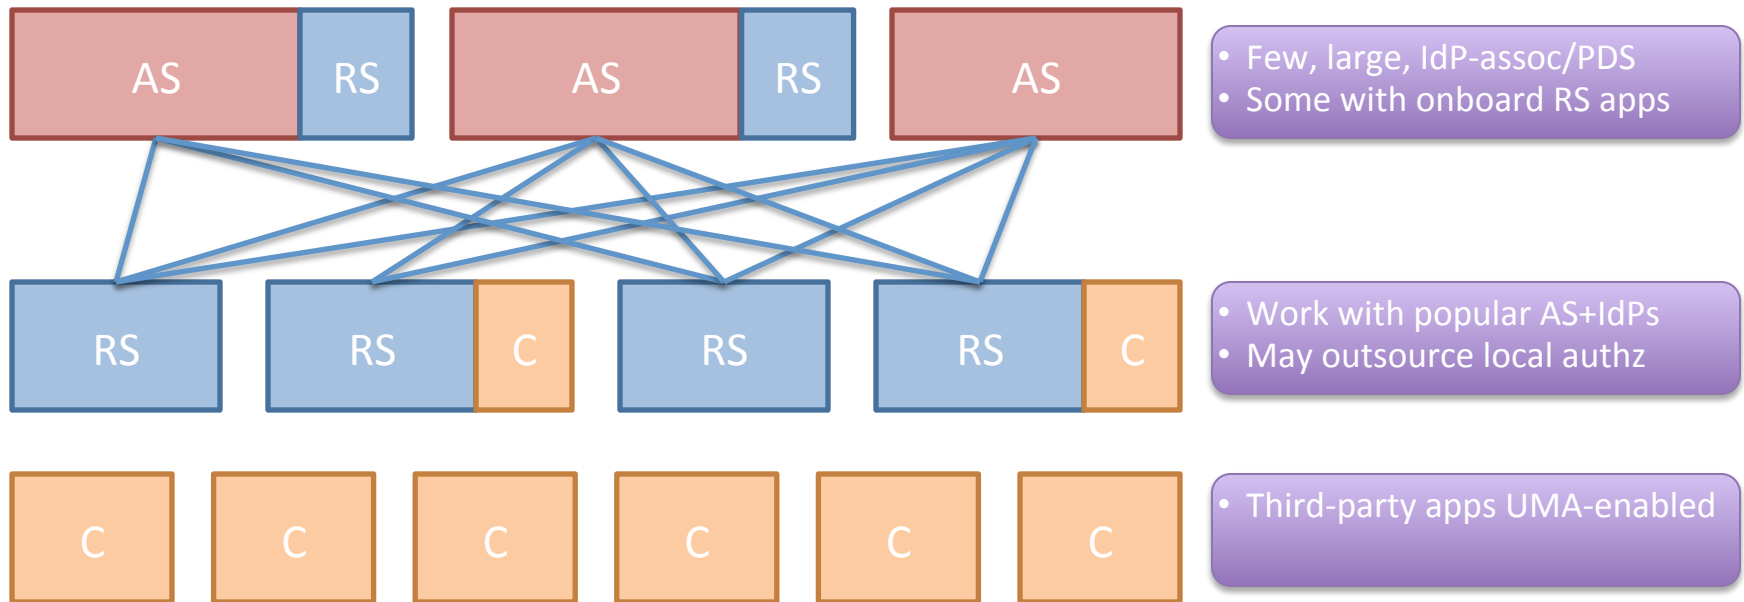 AS RS AS RS AS
• Few, large, IdP-assoc/PDS
• Some with onboard RS apps
RS RS C RS RS C
• Work with popular AS+IdPs
• May outsource local authz
C C C C C C
• Third-party apps UMA-enabled